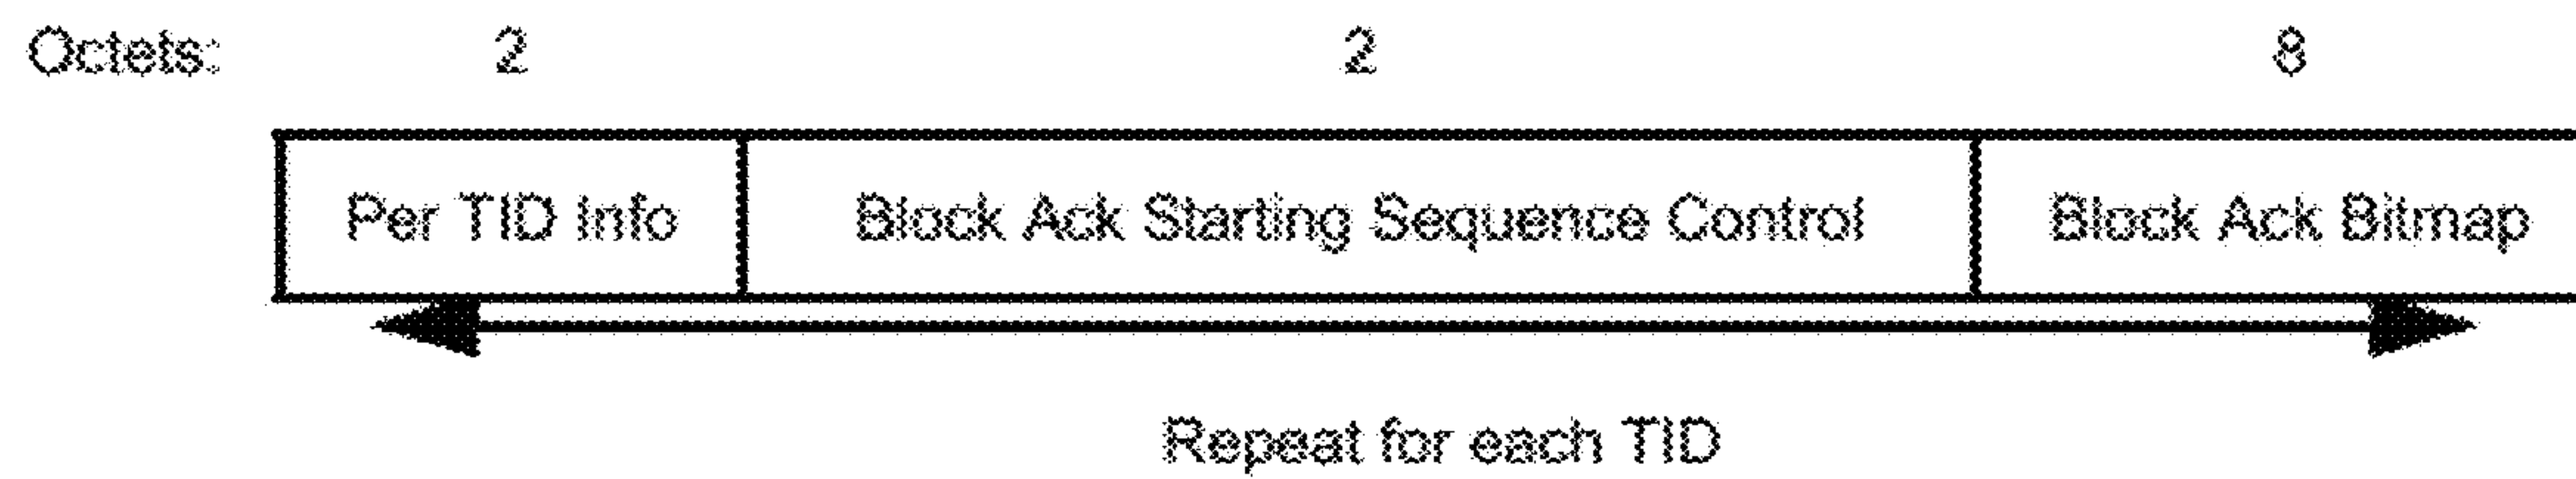 Octets: 2 2 8
Per TID Info Block Ack Starting Sequence Control Block Ack Bitmap
Repeat for each TID